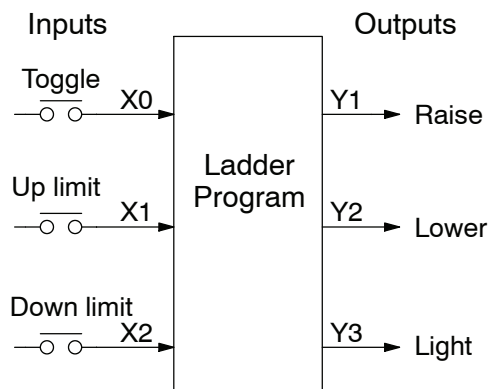 Inputs
Outputs
Toggle
X0
Y1
Raise
Ladder
Program
Up limit
X1
Y2
Lower
Down limit
X2
Y3
Light